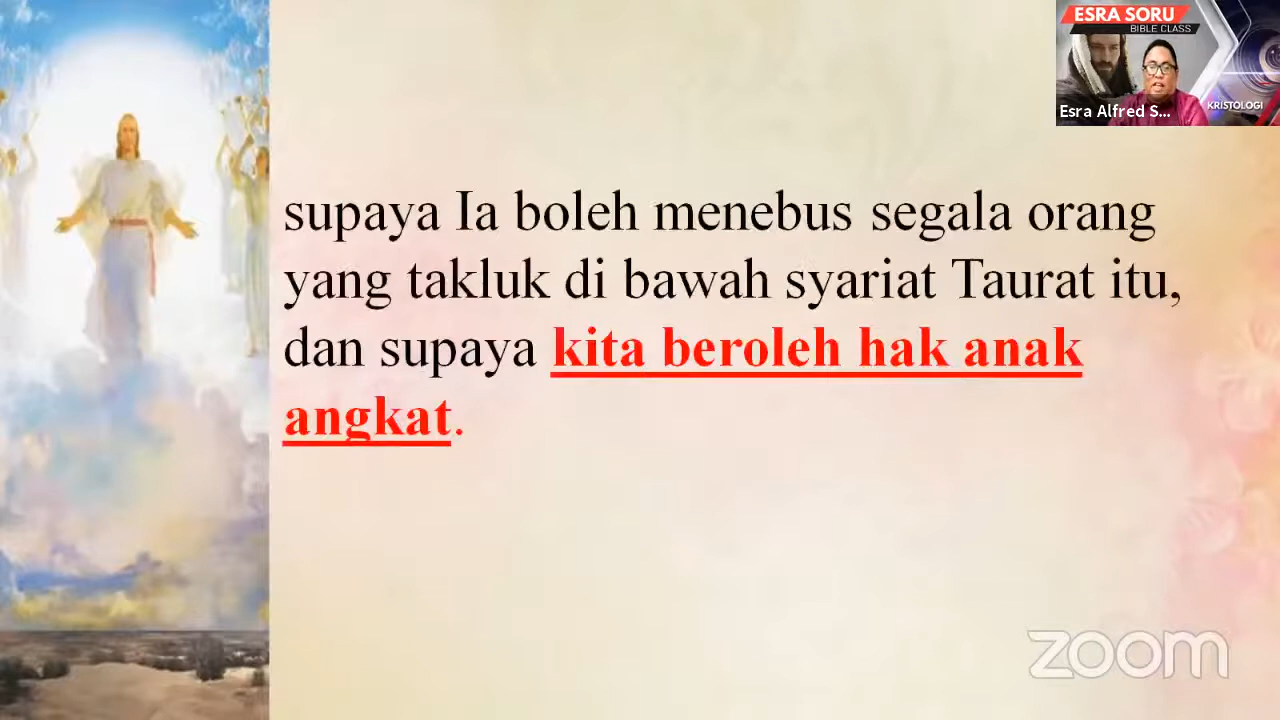 ESRA SORU
BIBLE CLASS
KRISTOLOGI
Esra Alfred S...
supaya Ia boleh menebus segala orang
yang takluk di bawah syariat Taurat itu,
dan supaya kita beroleh hak anak
angkat.
zoom